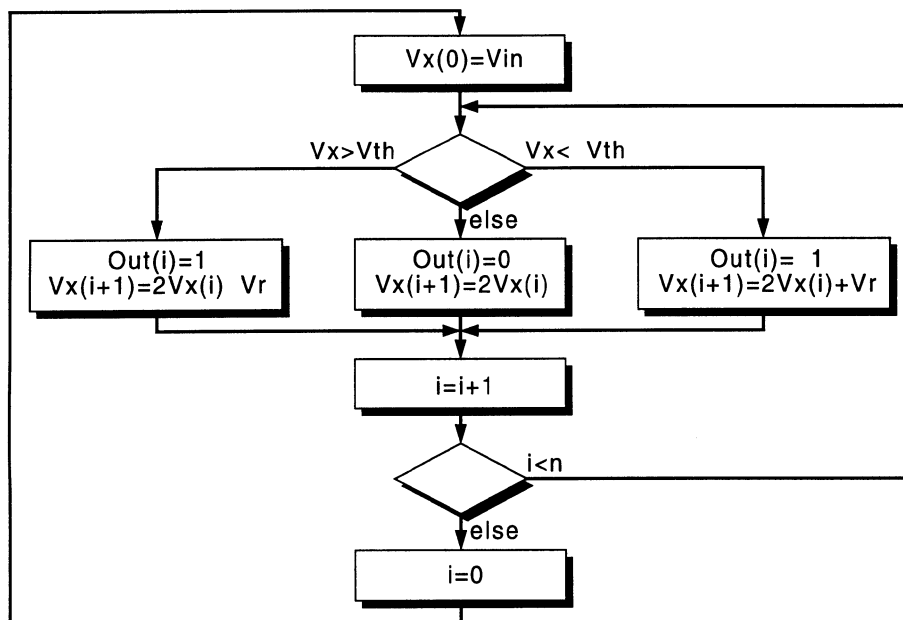 Vx(0)=Vin
Vx>Vth
Vx< Vth
else
Out(i)=1
Vx(i+1)=2Vx(i) Vr
Out(i)=0
Vx(i+1)=2Vx(i)
Out(i)= 1
Vx(i+1)=2Vx(i)+Vr
i=i+1
i<n
else
i=0